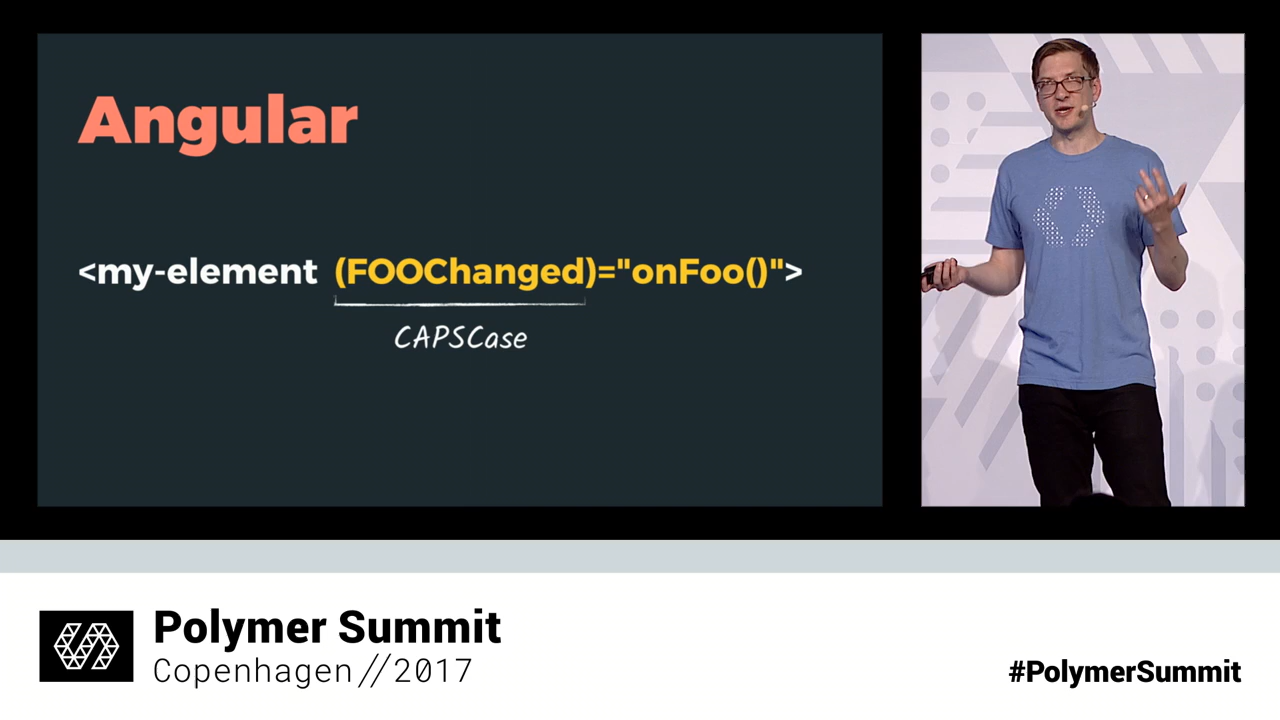 Angular
<my-element (FOOChanged)="onFoo()">
CAPSCase
Polymer Summit
Copenhagen//2017
#PolymerSummit